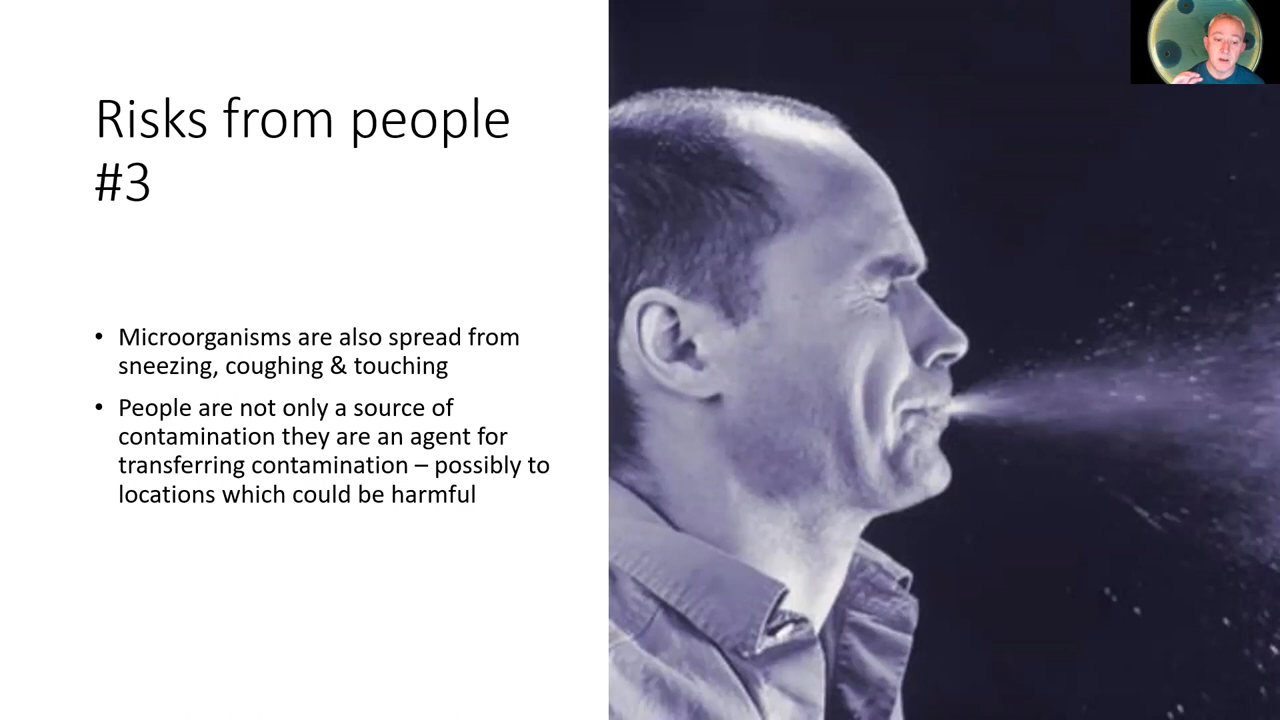 Risks from people
#3
• Microorganisms are also spread from
sneezing, coughing & touching
• People are not only a source of
contamination they are an agent for
transferring contamination – possibly to
locations which could be harmful